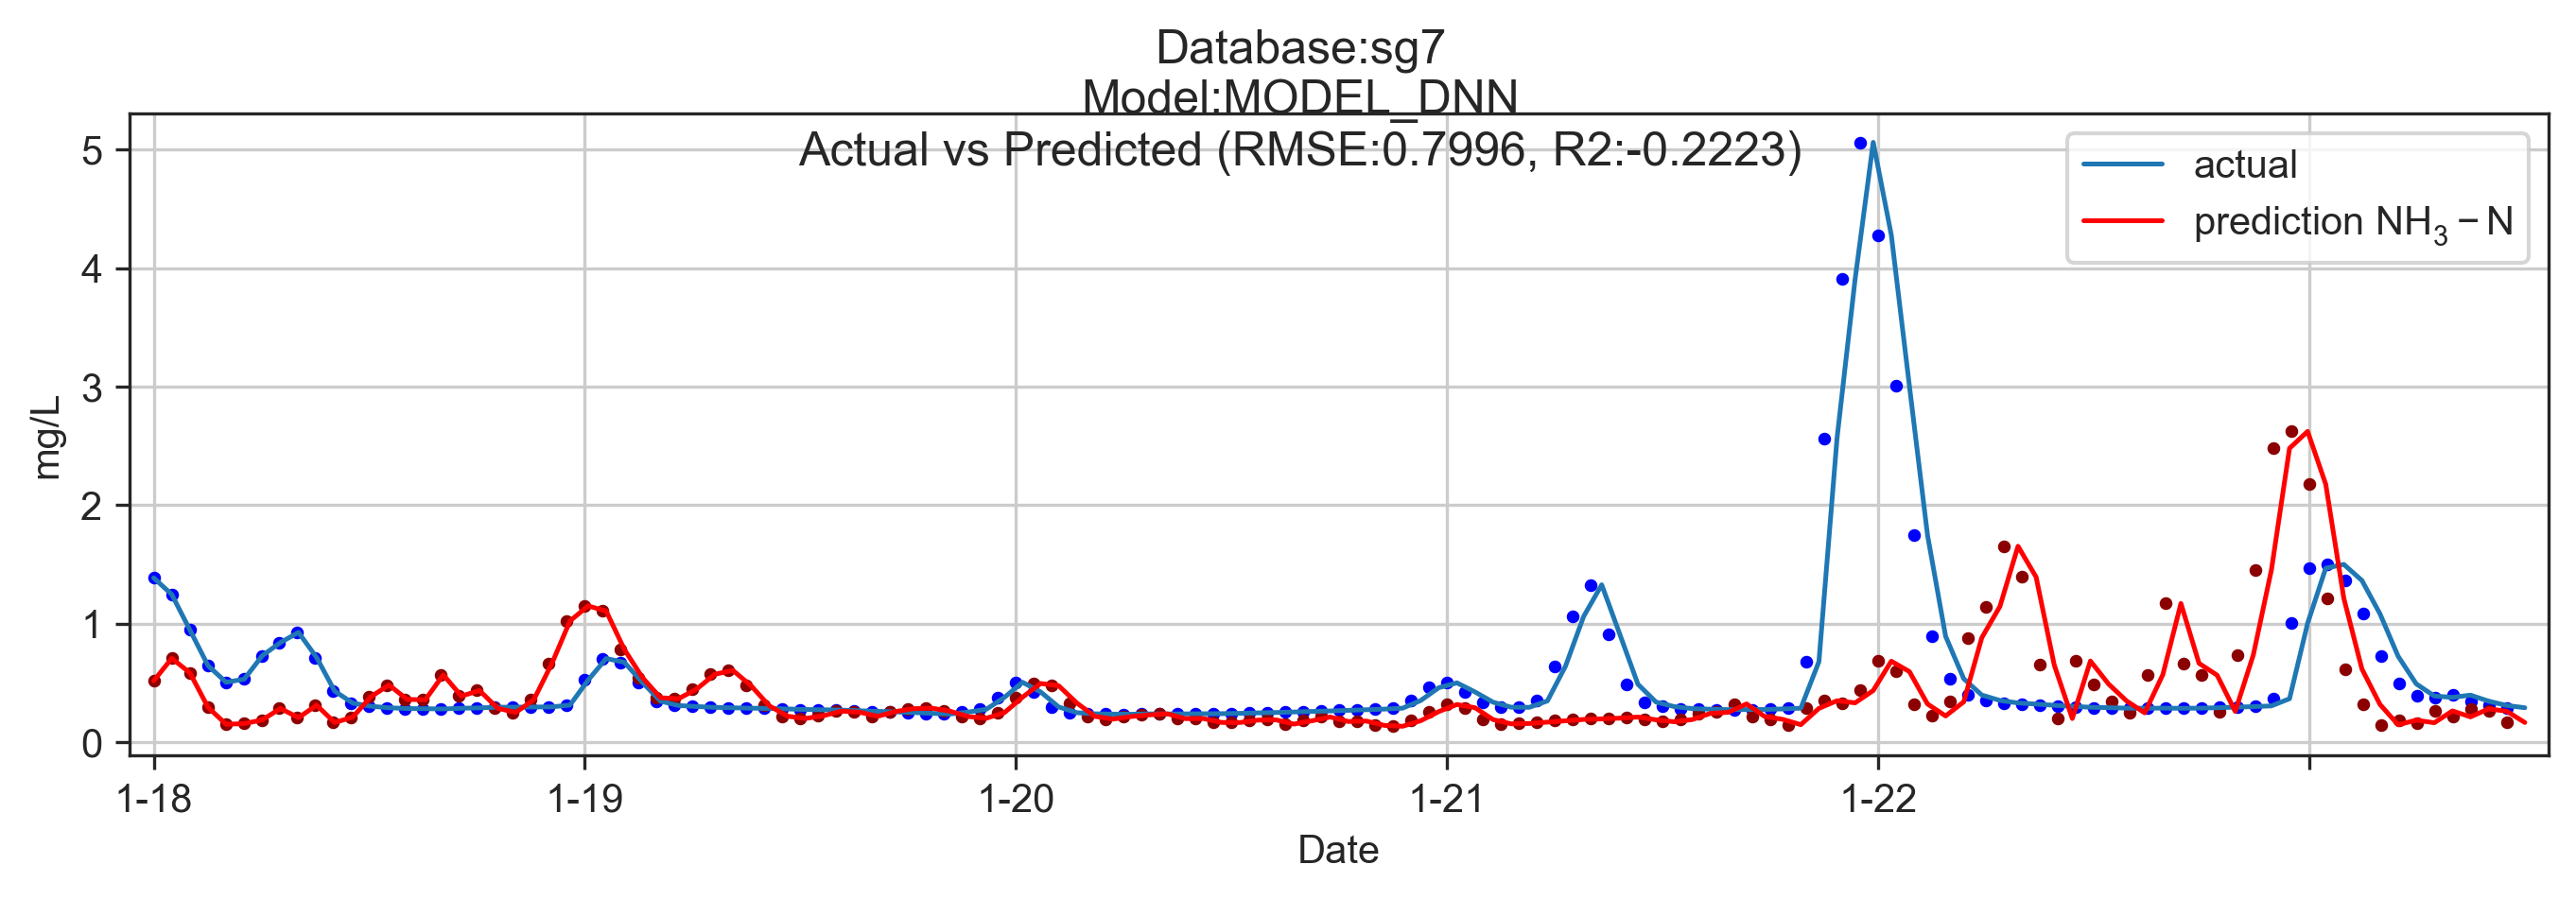 Database:sg7
Model:MODEL_DNN
Actual vs Predicted (RMSE:0.7996, R2:-0.2223)
actual
prediction NH₃ − N
mg/L
5
4
3
2
1
0
1-18 1-19 1-20 1-21 1-22
Date